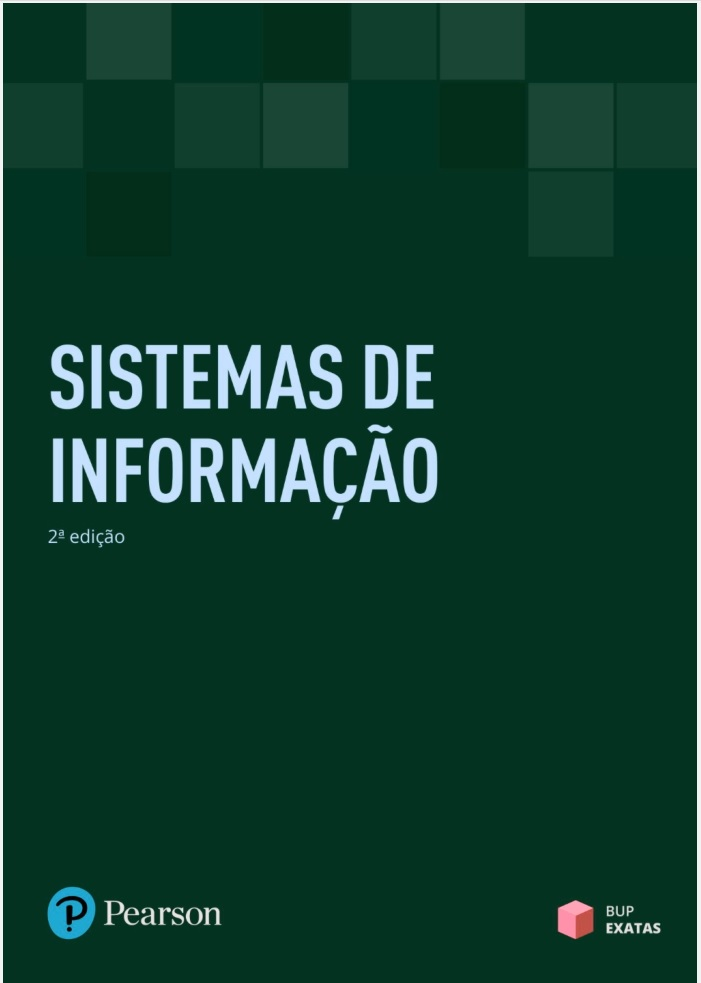 SISTEMAS DE
INFORMAÇÃO
2ª edição
Pearson
BUP
EXATAS